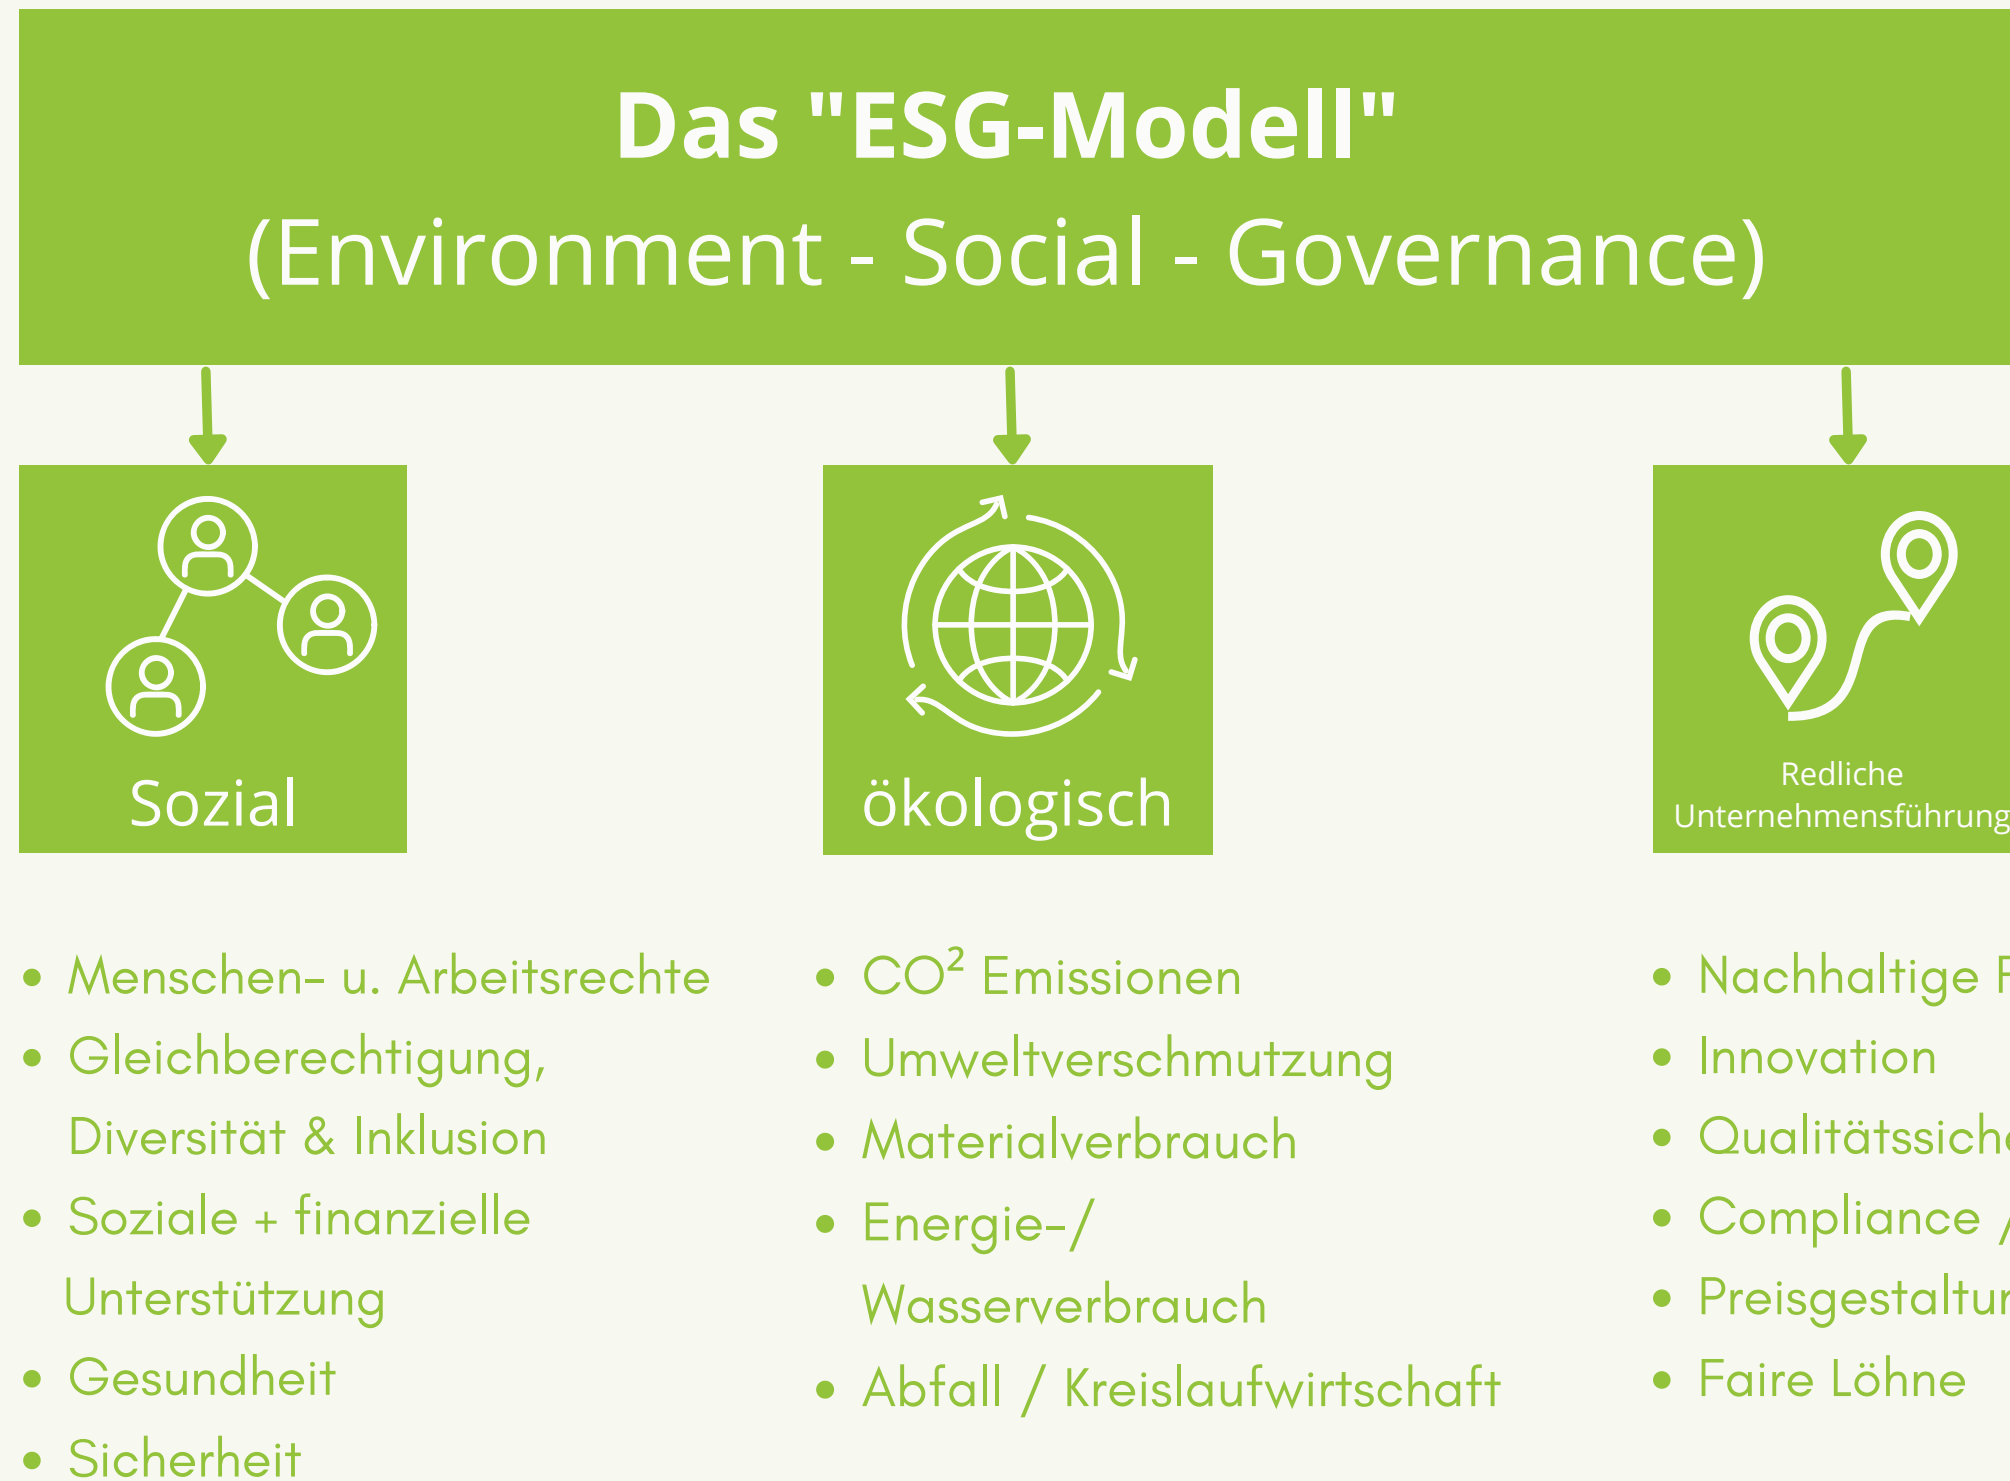 Das "ESG-Modell"
(Environment - Social - Governance)
Sozial
• Menschen- u. Arbeitsrechte
• Gleichberechtigung,
Diversität & Inklusion
• Soziale + finanzielle
Unterstützung
• Gesundheit
• Sicherheit
ökologisch
• CO² Emissionen
• Umweltverschmutzung
• Materialverbrauch
• Energie-/
Wasserverbrauch
• Abfall / Kreislaufwirtschaft
Redliche
Unternehmensführung
• Nachhaltige
• Innovation
•
• Compliance /
•
• Faire Löhne